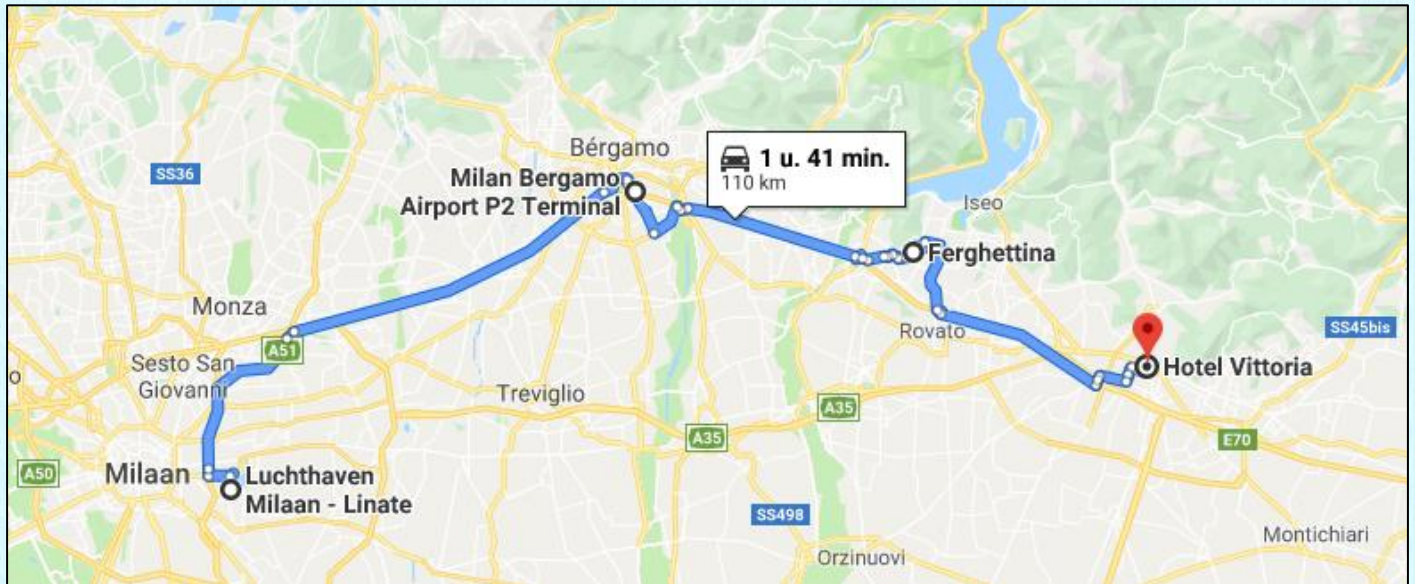 Bérgamo
1 u. 41 min.
110 km
SS36
Milan Bergamo
Airport P2 Terminal
Iseo
Ferghettina
Monza
Rovato
SS45bis
A51
Sesto San
Giovanni
o
Hotel Vittoria
Treviglio
A35
A35
E70
A50
Milaan
Luchthaven
Milaan - Linate
SS498
Montichiari
Orzinuovi